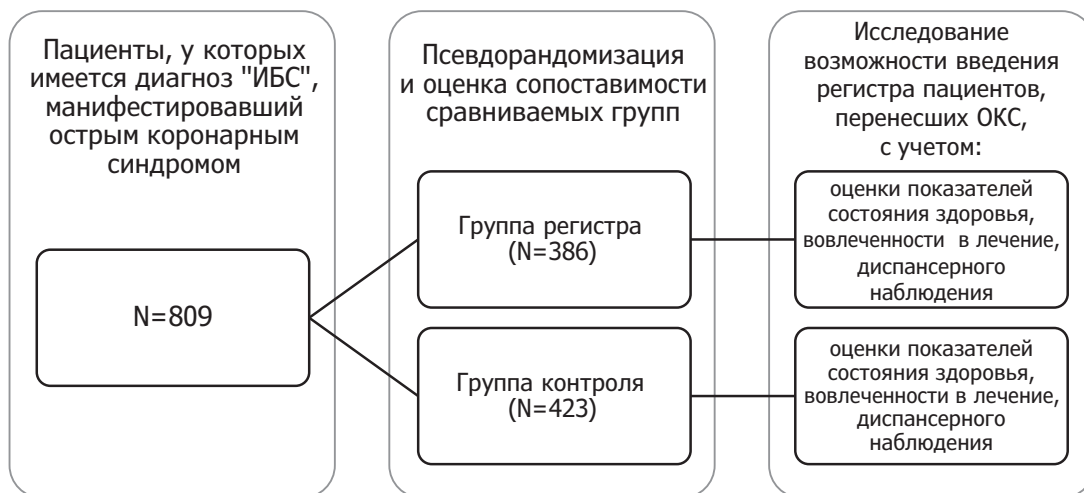 Пациенты, у которых
имеется диагноз "ИБС",
манифестировавший
острым коронарным
синдромом
N=809
Псевдорандомизация
и оценка сопоставимости
сравниваемых групп
Группа регистра
(N=386)
Группа контроля
(N=423)
Исследование
возможности введения
регистра пациентов,
перенесших ОКС,
с учетом:
оценки показателей
состояния здоровья,
вовлеченности в лечение,
диспансерного
наблюдения
оценки показателей
состояния здоровья,
вовлеченности в лечение,
диспансерного
наблюдения